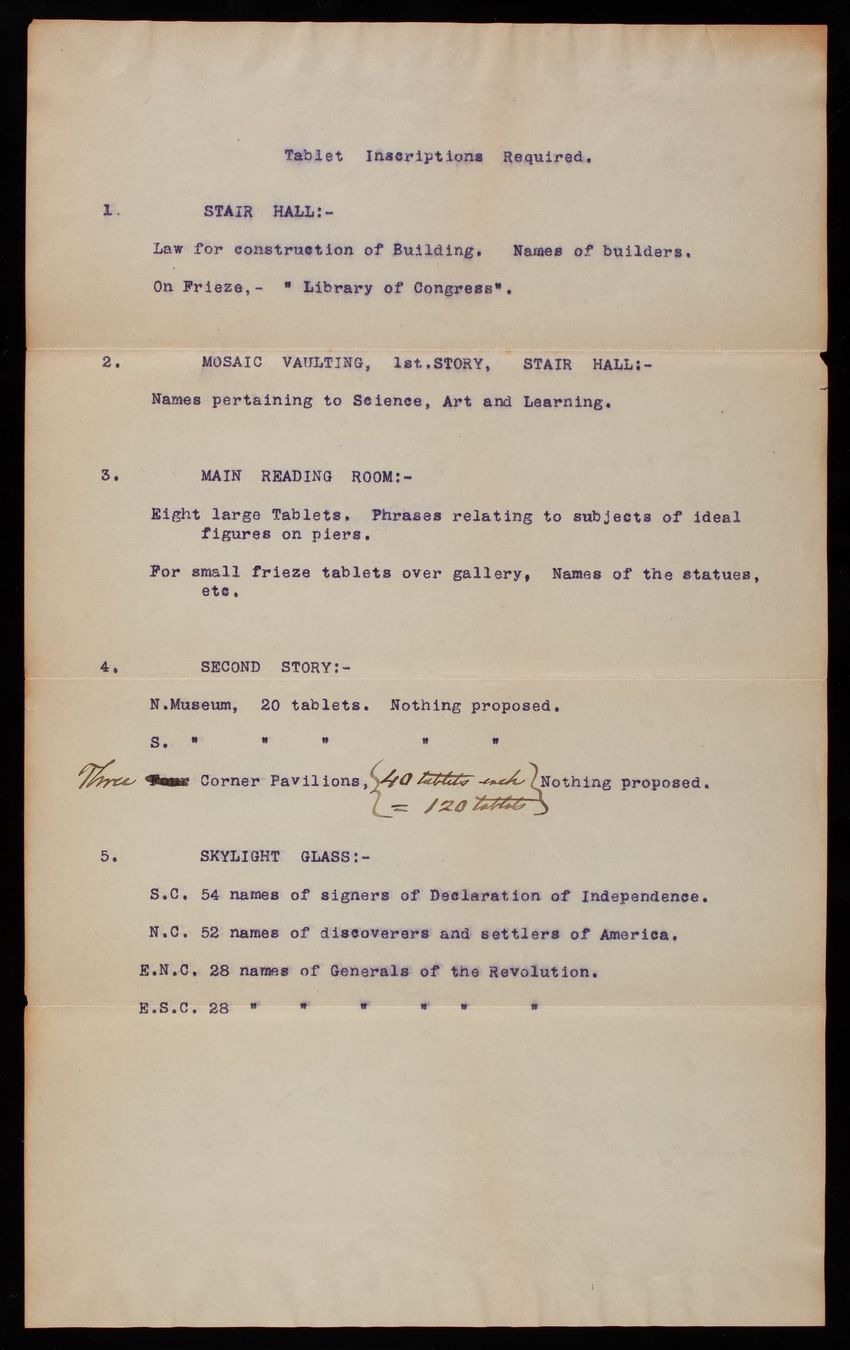 Tablet Inscriptions Required.
1. STAIR HALL:-
Law for construction of Building. Names of builders.
On Frieze,- " Library of Congress".
2. MOSAIC VAULTING, 1st.STORY, STAIR HALL:-
Names pertaining to Science, Art and Learning.
3. MAIN READING ROOM:-
Eight large Tablets. Phrases relating to subjects of ideal
figures on piers.
For small frieze tablets over gallery, Names of the statues,
etc.
4. SECOND STORY:-
N.Museum, 20 tablets. Nothing proposed.
S. " " " " "
Three Four Corner Pavilions, {40 tablets each} Nothing proposed.
{= 120 tablets}
5. SKYLIGHT GLASS:-
S.C. 54 names of signers of Declaration of Independence.
N.C. 52 names of discoverers and settlers of America.
E.N.C. 28 names of Generals of the Revolution.
E.S.C. 28 " " " " " "